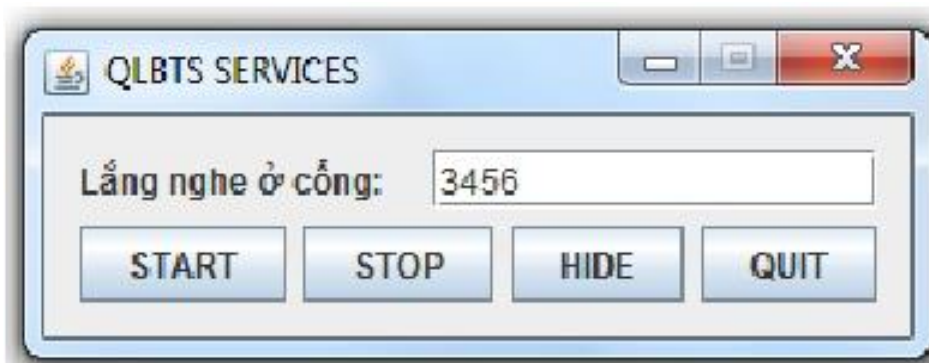 QLBTS SERVICES
Lắng nghe ở cổng: 3456
START STOP HIDE QUIT